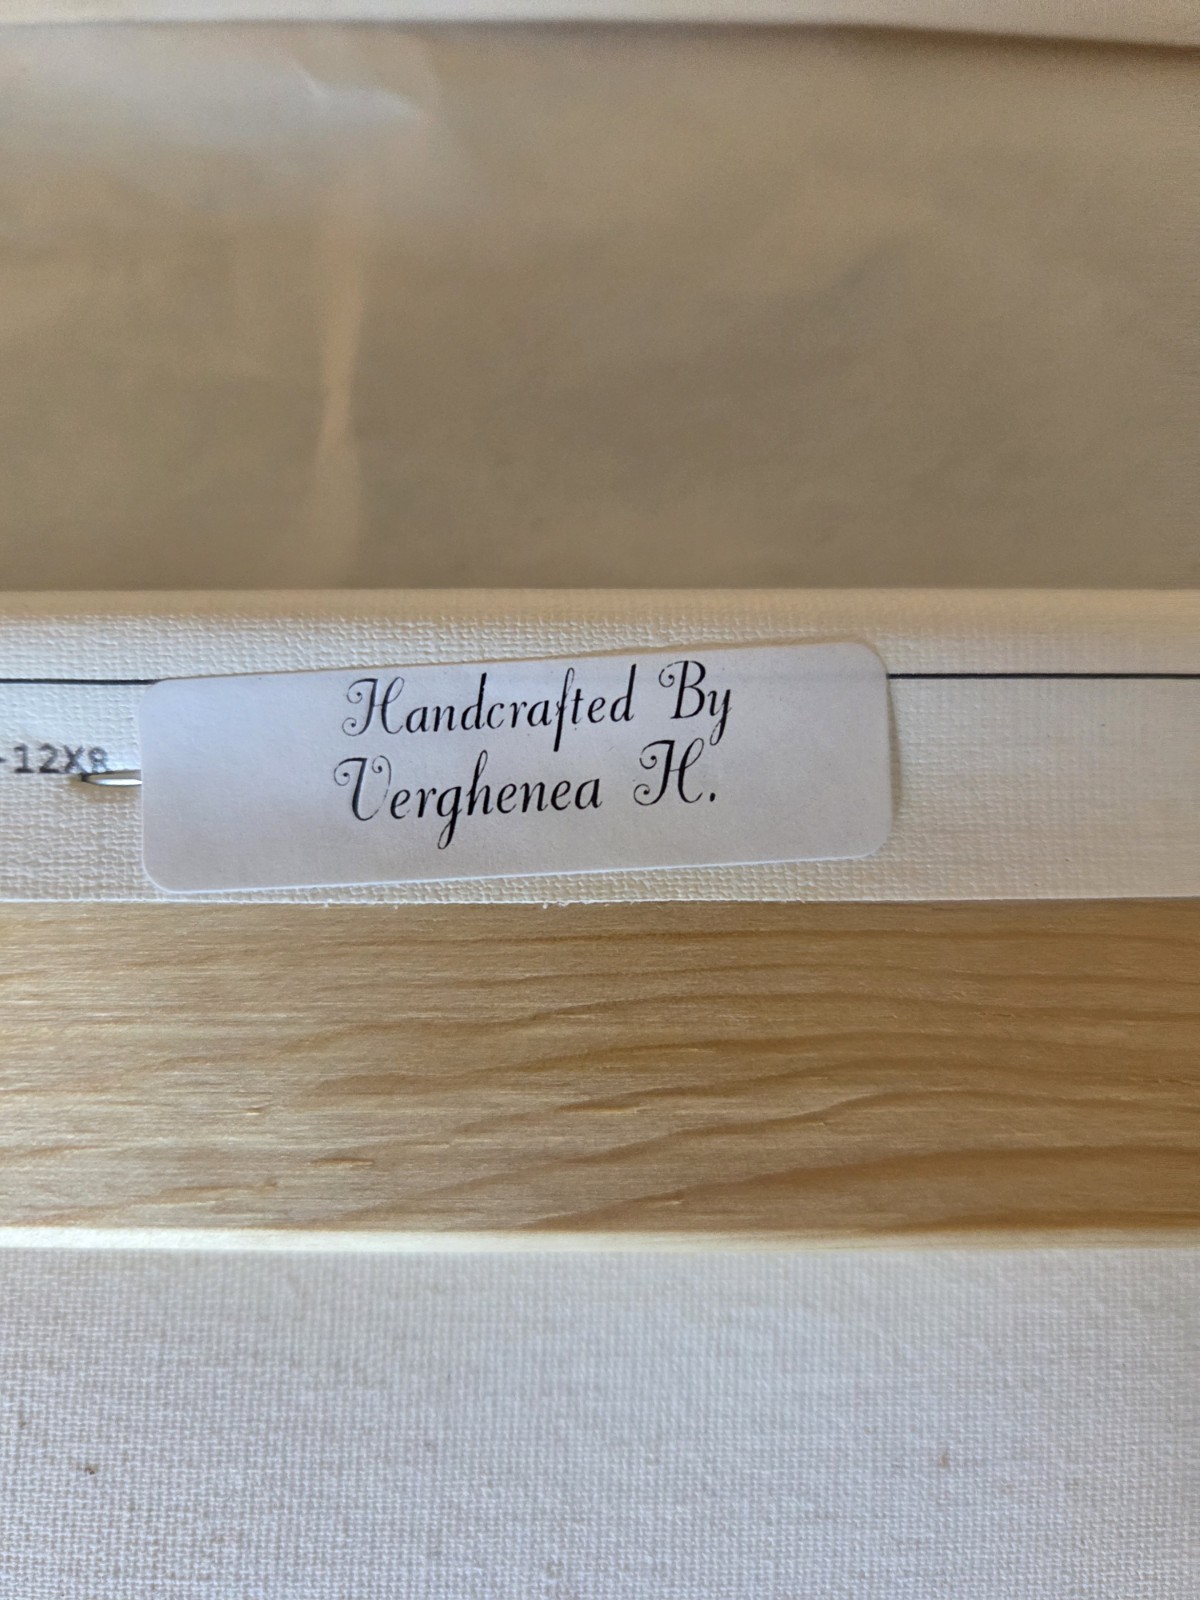 Handcrafted By
-12X8
Verghenea H.